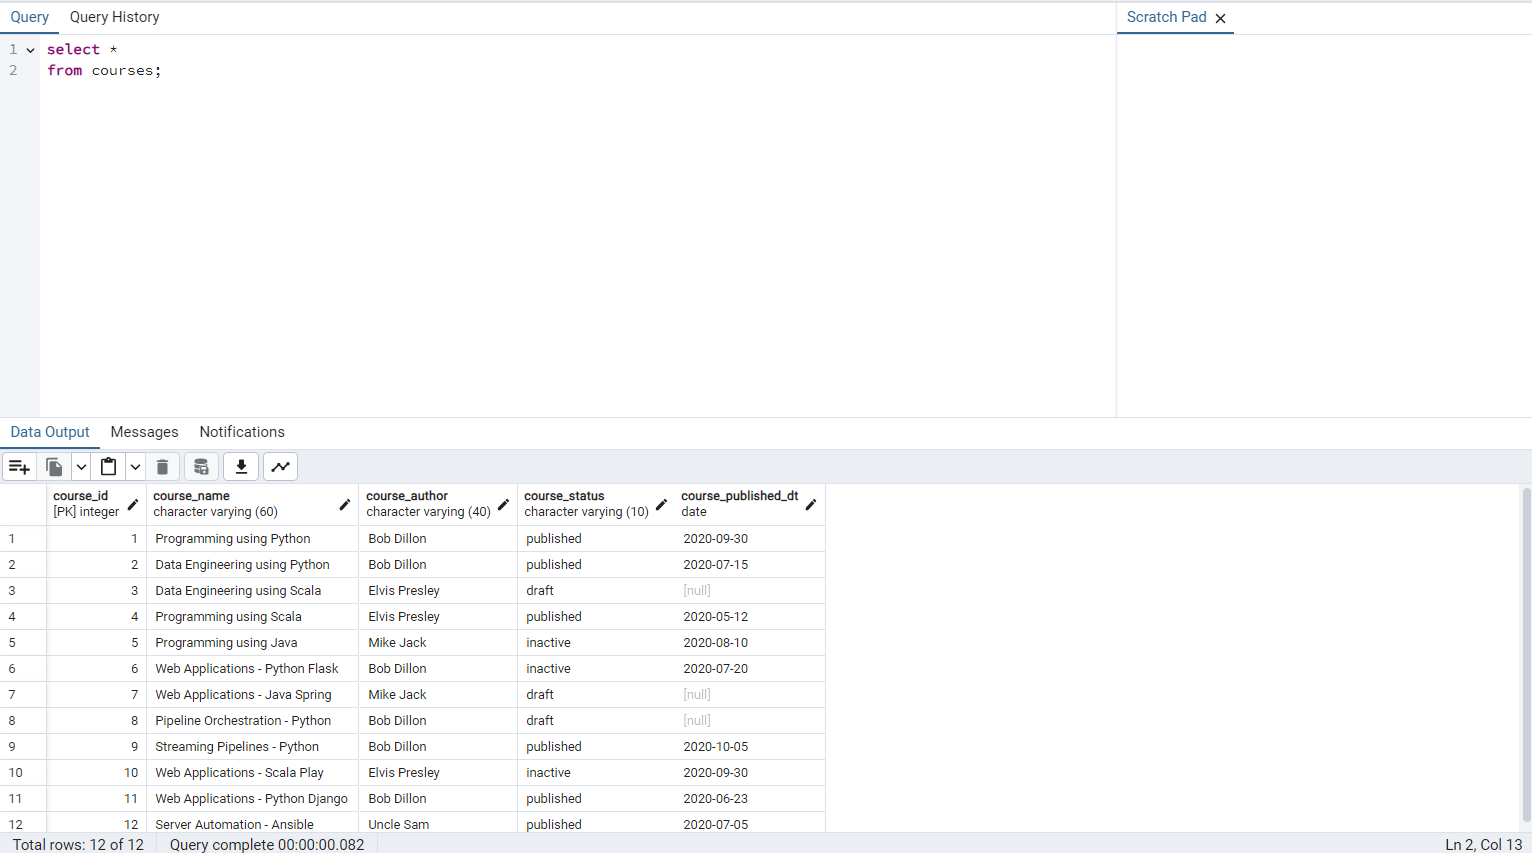 Query Query History Scratch Pad
1 select *
2 from courses;
Data Output Messages Notifications
course_id course_name course_author course_status course_published_dt
[PK] integer character varying (60) character varying (40) character varying (10) date
1 1 Programming using Python Bob Dillon published 2020-09-30
2 2 Data Engineering using Python Bob Dillon published 2020-07-15
3 3 Data Engineering using Scala Elvis Presley draft [null]
4 4 Programming using Scala Elvis Presley published 2020-05-12
5 5 Programming using Java Mike Jack inactive 2020-08-10
6 6 Web Applications - Python Flask Bob Dillon inactive 2020-07-20
7 7 Web Applications - Java Spring Mike Jack draft [null]
8 8 Pipeline Orchestration - Python Bob Dillon draft [null]
9 9 Streaming Pipelines - Python Bob Dillon published 2020-10-05
10 10 Web Applications - Scala Play Elvis Presley inactive 2020-09-30
11 11 Web Applications - Python Django Bob Dillon published 2020-06-23
12 12 Server Automation - Ansible Uncle Sam published 2020-07-05
Total rows: 12 of 12 Query complete 00:00:00.082 Ln 2, Col 13